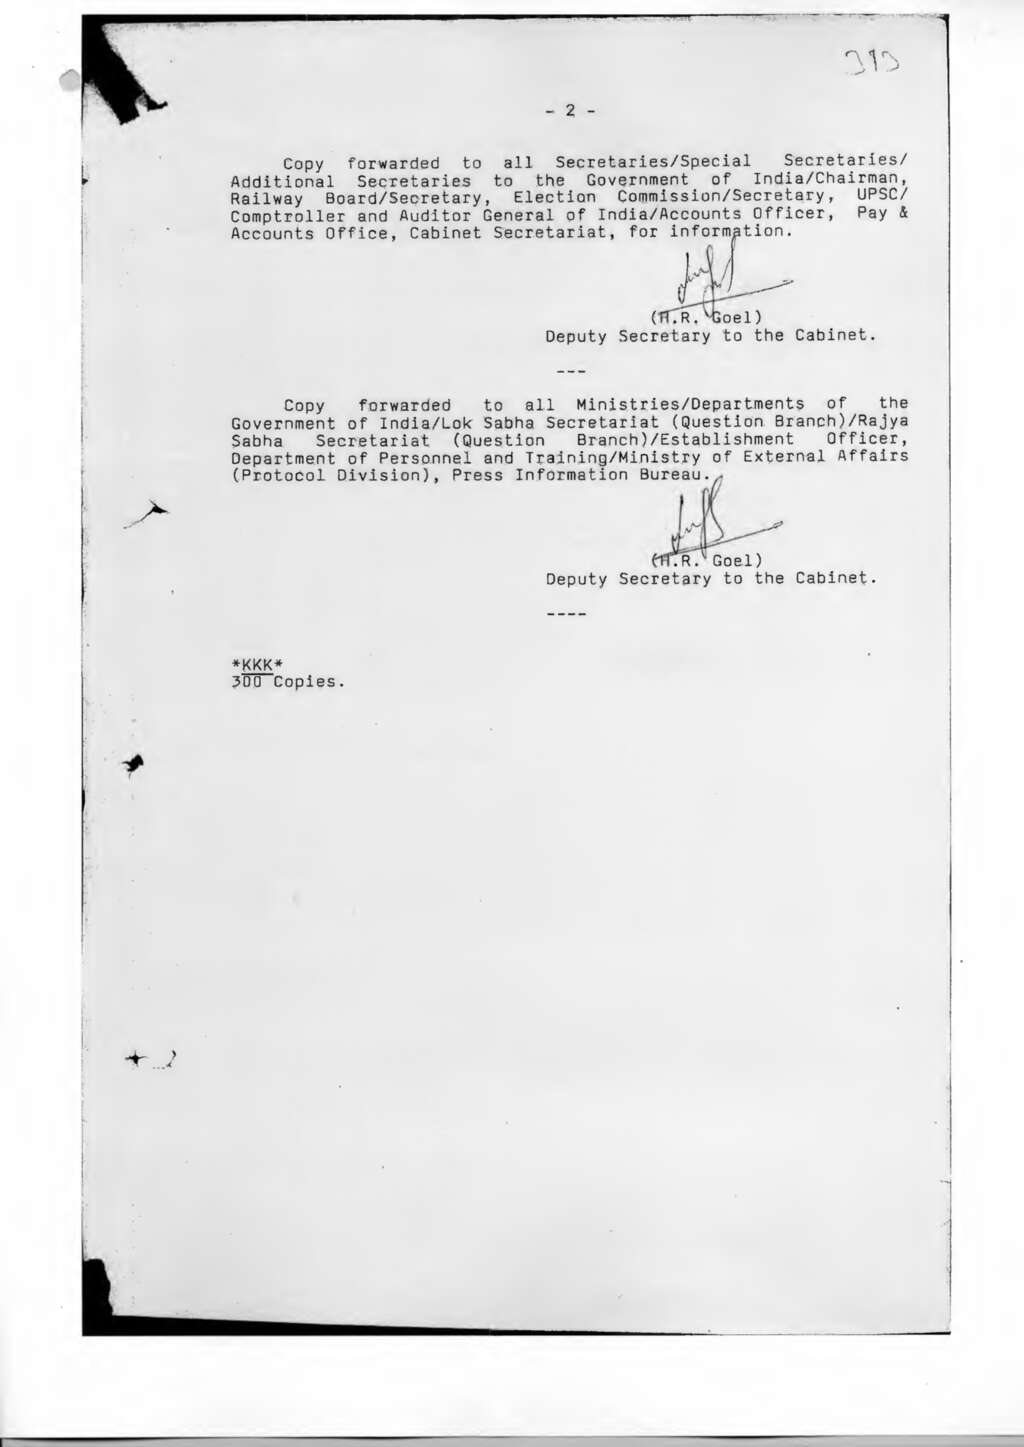 393
- 2 -
Copy forwarded to all Secretaries/Special Secretaries/
Additional Secretaries to the Government of India/Chairman,
Railway Board/Secretary, Election Commission/Secretary, UPSC/
Comptroller and Auditor General of India/Accounts Officer, Pay &
Accounts Office, Cabinet Secretariat, for information.
(H.R. Goel)
Deputy Secretary to the Cabinet.
---
Copy forwarded to all Ministries/Departments of the
Government of India/Lok Sabha Secretariat (Question Branch)/Rajya
Sabha Secretariat (Question Branch)/Establishment Officer,
Department of Personnel and Training/Ministry of External Affairs
(Protocol Division), Press Information Bureau.
(H.R. Goel)
Deputy Secretary to the Cabinet.
----
*KKK*
300 Copies.